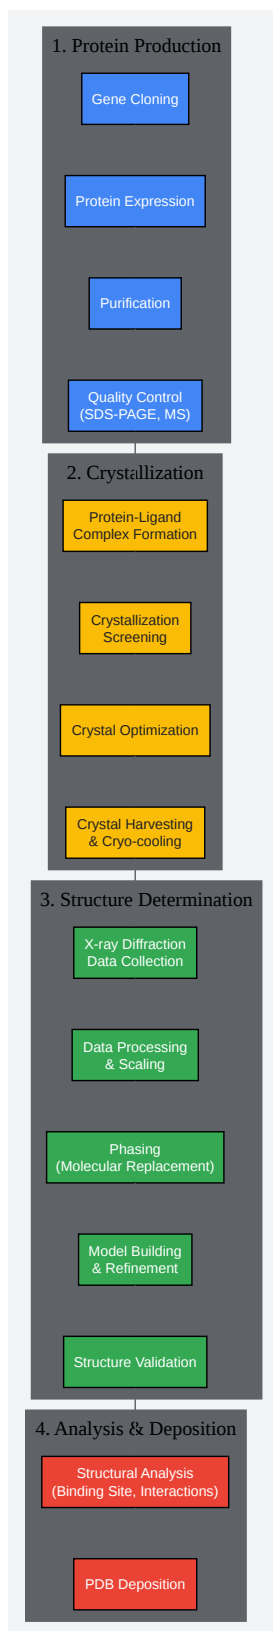 1. Protein Production
Gene Cloning
Protein Expression
Purification
Quality Control
(SDS-PAGE, MS)
2. Crystallization
Protein-Ligand
Complex Formation
Crystallization
Screening
Crystal Optimization
Crystal Harvesting
& Cryo-cooling
3. Structure Determination
X-ray Diffraction
Data Collection
Data Processing
& Scaling
Phasing
(Molecular Replacement)
Model Building
& Refinement
Structure Validation
4. Analysis & Deposition
Structural Analysis
(Binding Site, Interactions)
PDB Deposition